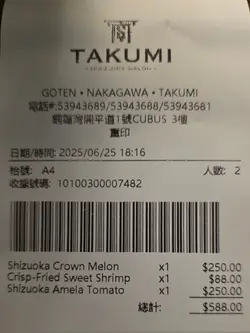 TAKUMI
GOTEN • NAKAGAWA • TAKUMI
電話#:53943689/53943688/53943681
銅鑼灣開平道1號CUBUS 3樓
重印
日期/時間: 2025/06/25 18:16
枱號: A4 人數: 2
收據號碼: 10100300007482
Shizuoka Crown Melon x1 $250.00
Crisp-Fried Sweet Shrimp x1 $88.00
Shizuoka Amela Tomato x1 $250.00
總計: $588.00